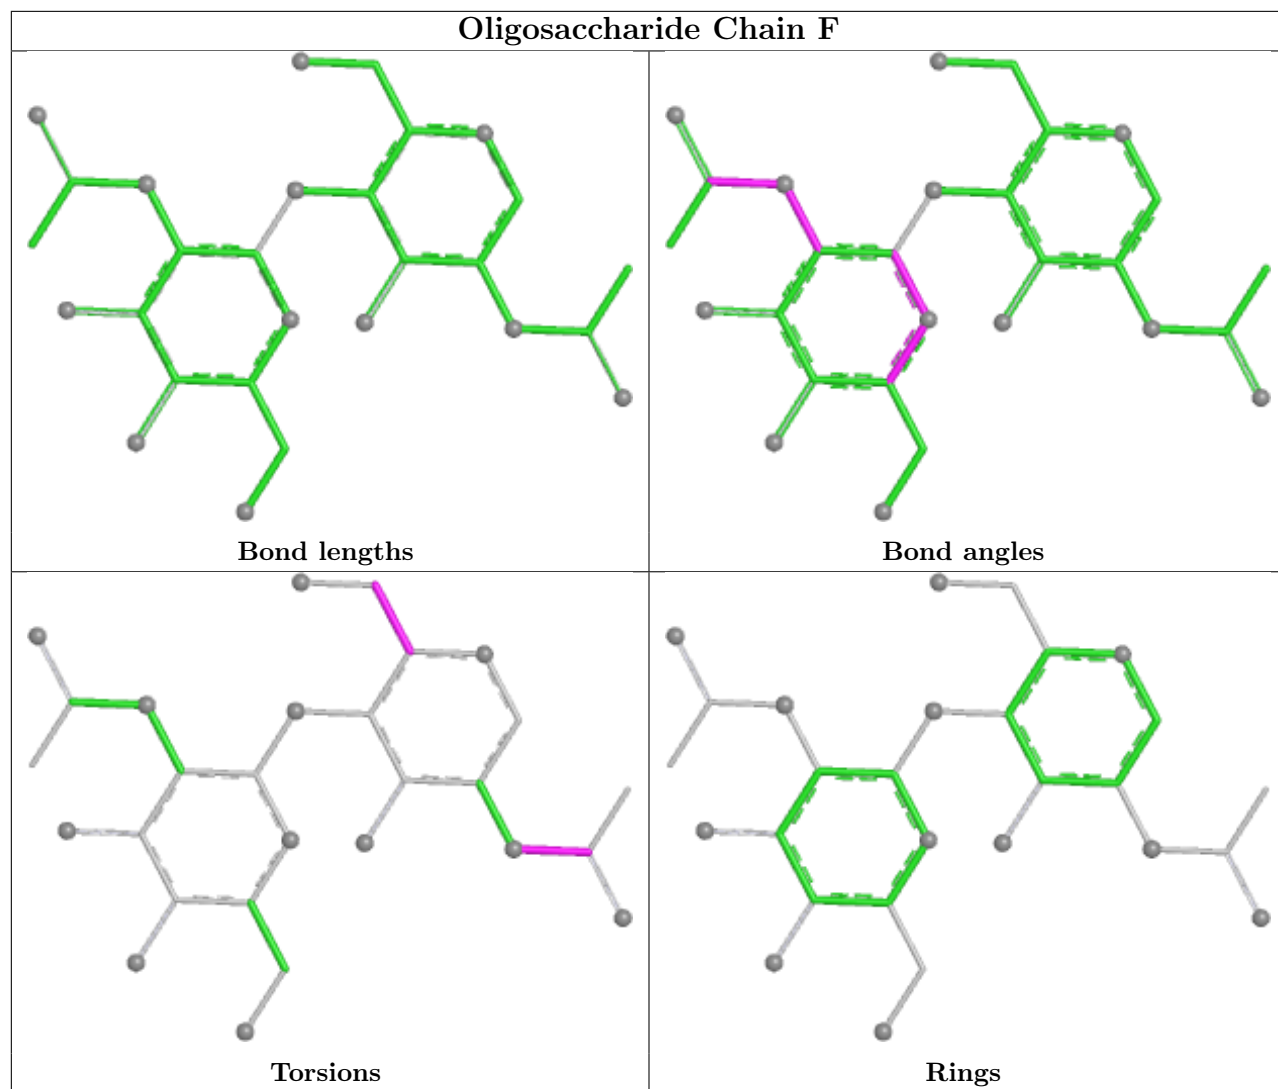 Oligosaccharide Chain F
Bond lengths
Bond angles
Torsions
Rings